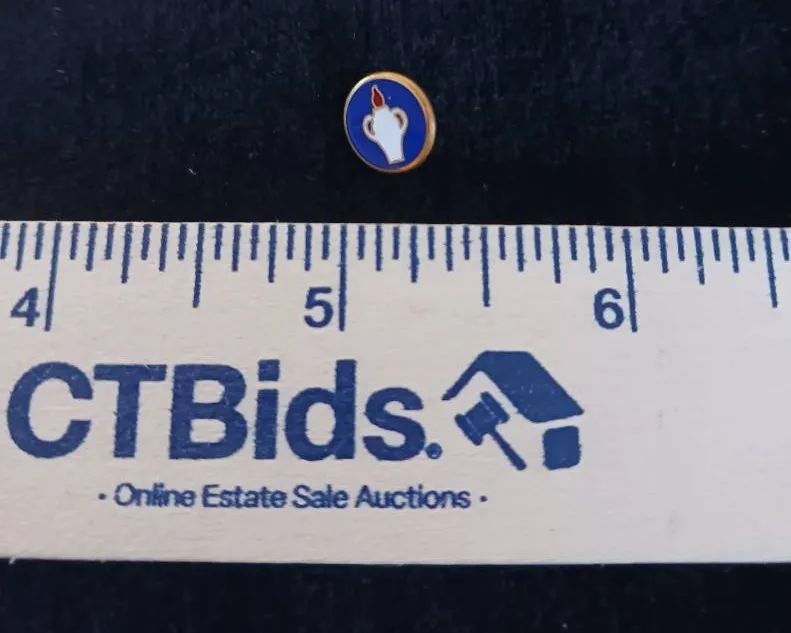 4 5 6
CTBids.®
· Online Estate Sale Auctions ·